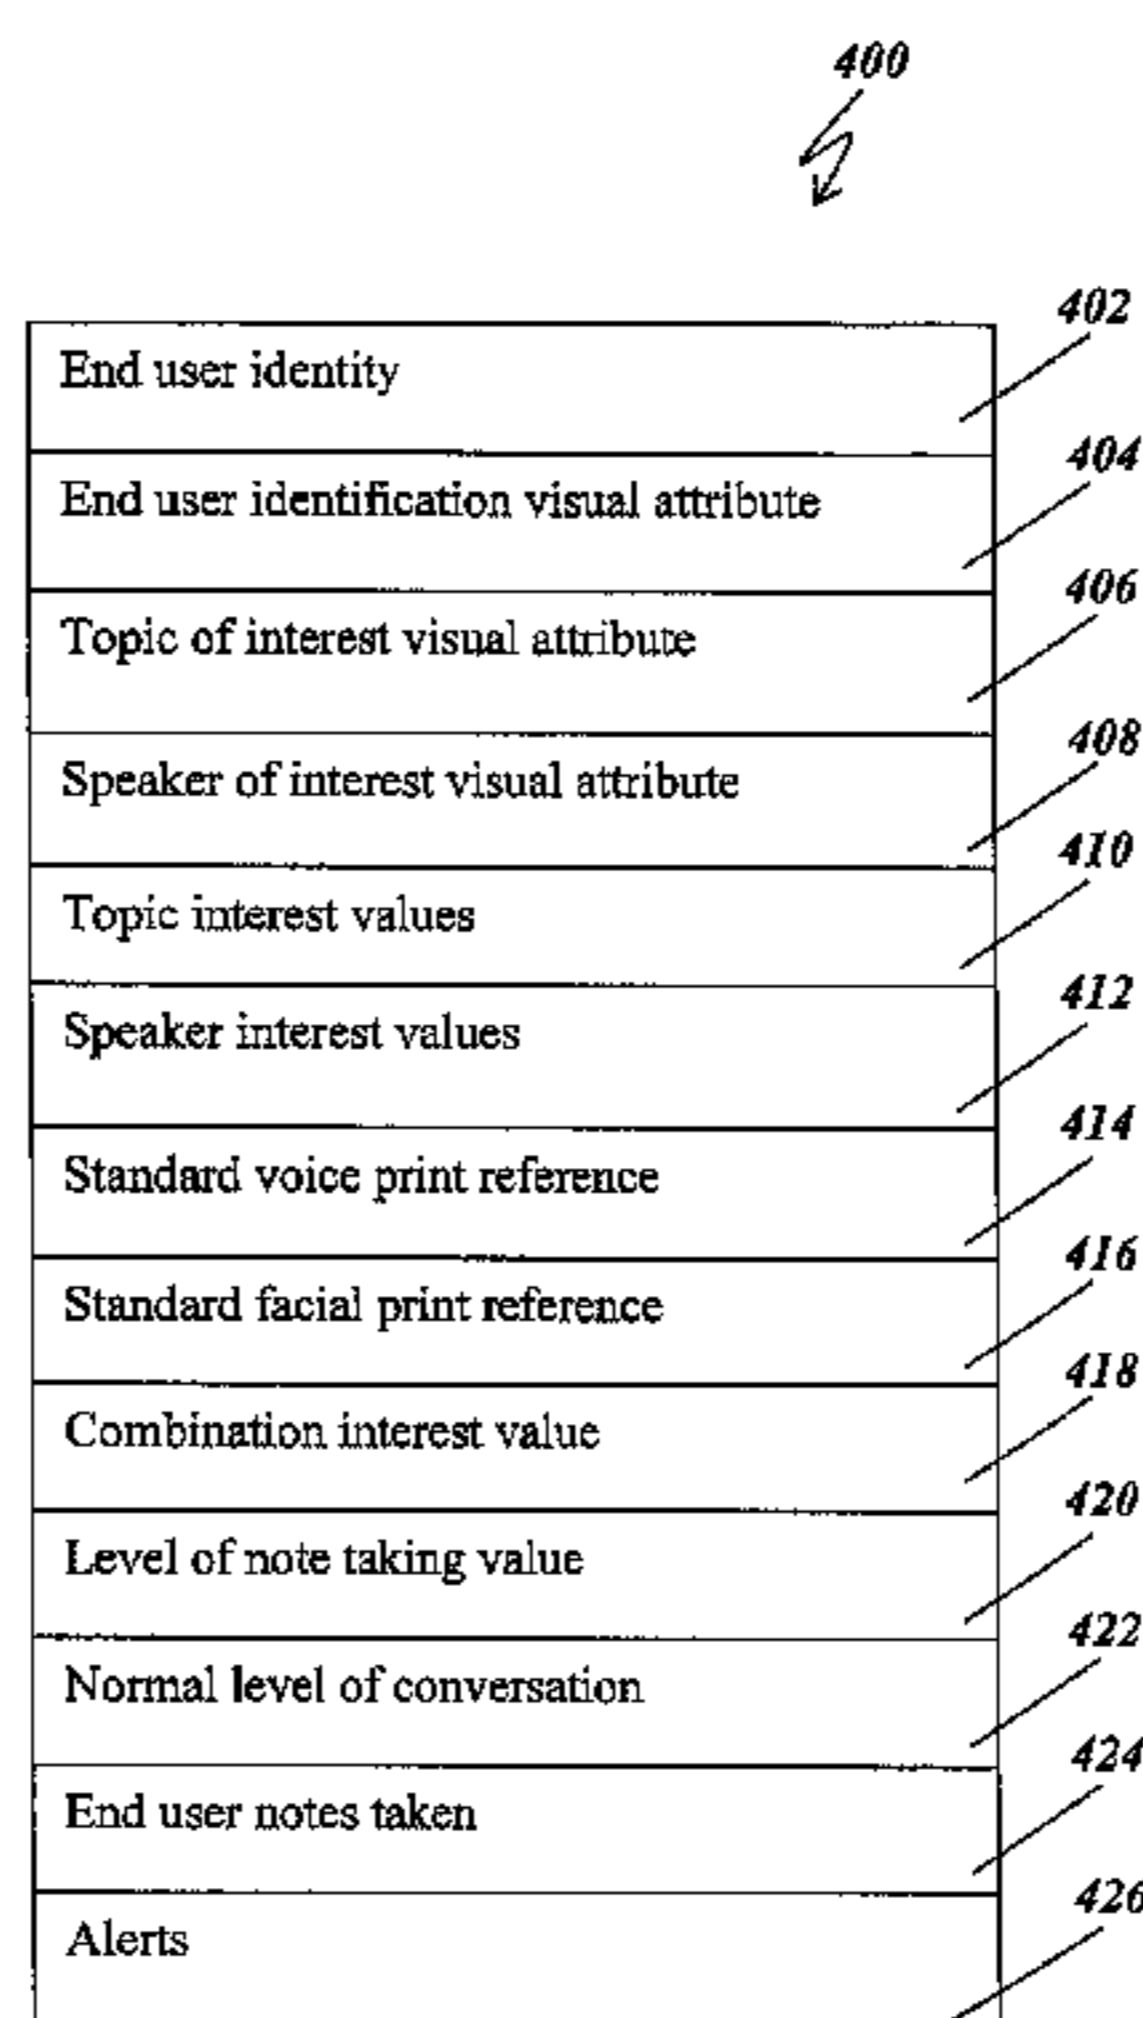 400
End user identity 402
End user identification visual attribute 404
Topic of interest visual attribute 406
Speaker of interest visual attribute 408
Topic interest values 410
Speaker interest values 412
Standard voice print reference 414
Standard facial print reference 416
Combination interest value 418
Level of note taking value 420
Normal level of conversation 422
End user notes taken 424
Alerts 426